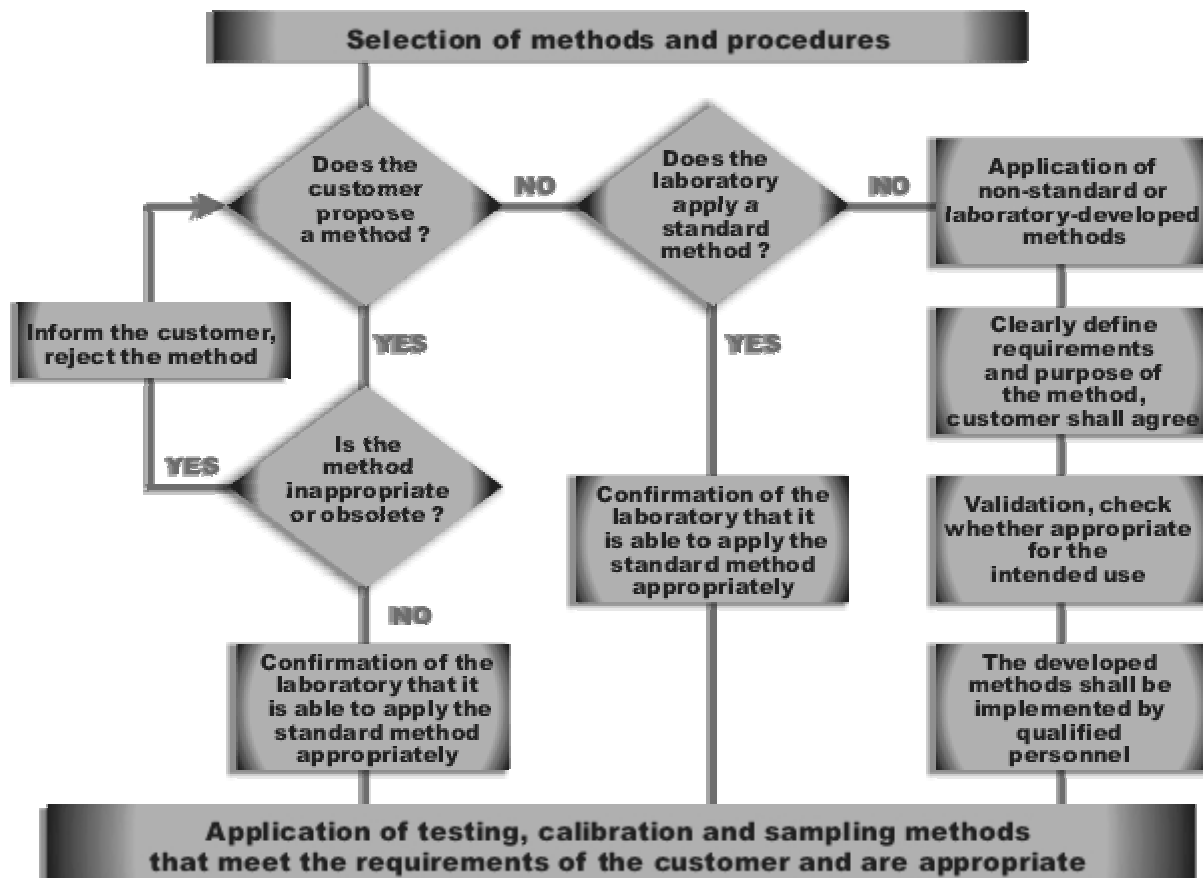 Selection of methods and procedures
Does the
customer
propose
a method ?
NO
Does the
laboratory
apply a
standard
method ?
NO
Application of
non-standard or
laboratory-developed
methods
Inform the customer,
reject the method
YES
YES
Clearly define
requirements
and purpose of
the method,
customer shall agree
YES
Is the
method
inappropriate
or obsolete ?
Confirmation of the
laboratory that it
is able to apply the
standard method
appropriately
Validation, check
whether appropriate
for the
intended use
NO
Confirmation of the
laboratory that it
is able to apply the
standard method
appropriately
The developed
methods shall be
implemented by
qualified
personnel
Application of testing, calibration and sampling methods
that meet the requirements of the customer and are appropriate